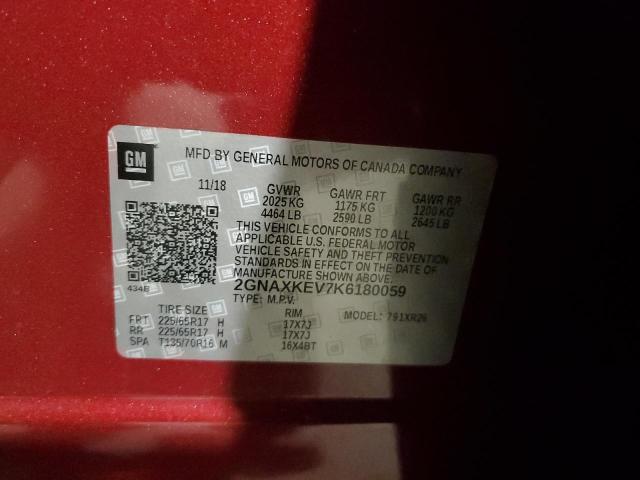 GM
MFD BY GENERAL MOTORS OF CANADA COMPANY
11/18 GVWR GAWR FRT GAWR RR
2025 KG 1175 KG 1200 KG
4464 LB 2590 LB 2645 LB
THIS VEHICLE CONFORMS TO ALL
APPLICABLE U.S. FEDERAL MOTOR
VEHICLE SAFETY AND THEFT PREVENTION
STANDARDS IN EFFECT ON THE DATE OF
MANUFACTURE SHOWN ABOVE.
434B 2GNAXKEV7K6180059
TYPE: M.P.V.
TIRE SIZE RIM MODEL: 791XR26
FRT 225/65R17 H 17X7J
RR 225/65R17 H 17X7J
SPA T135/70R16 M 16X4BT